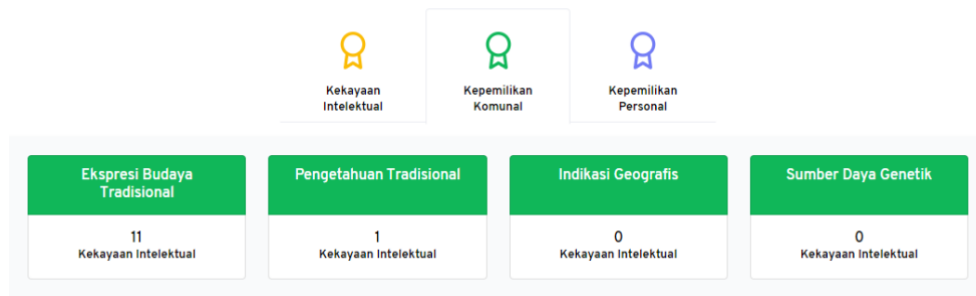 Kekayaan
Intelektual
Kepemilikan
Komunal
Kepemilikan
Personal
Ekspresi Budaya
Tradisional
11
Kekayaan Intelektual
Pengetahuan Tradisional
1
Kekayaan Intelektual
Indikasi Geografis
0
Kekayaan Intelektual
Sumber Daya Genetik
0
Kekayaan Intelektual